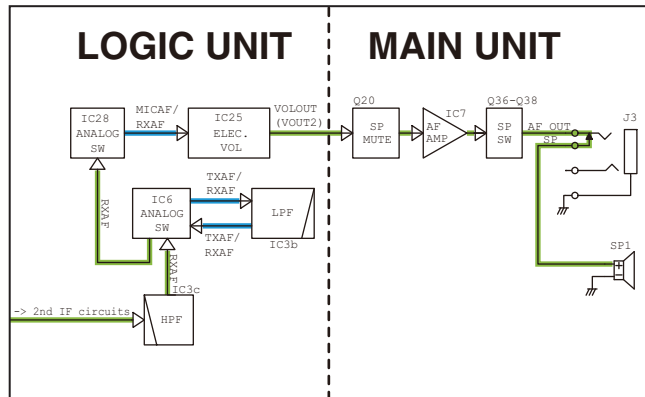 LOGIC UNIT
MAIN UNIT
IC28
ANALOG
SW
MICAF/
RXAF
IC25
ELEC.
VOL
VOLOUT
(VOUT2)
Q20
SP
MUTE
IC7
AF
AMP
Q36-Q38
SP
SW
AF OUT
SP
J3
RXAF
IC6
ANALOG
SW
TXAF/
RXAF
TXAF/
RXAF
LPF
IC3b
RXAF
IC3c
HPF
-> 2nd IF circuits
SP1
+
-